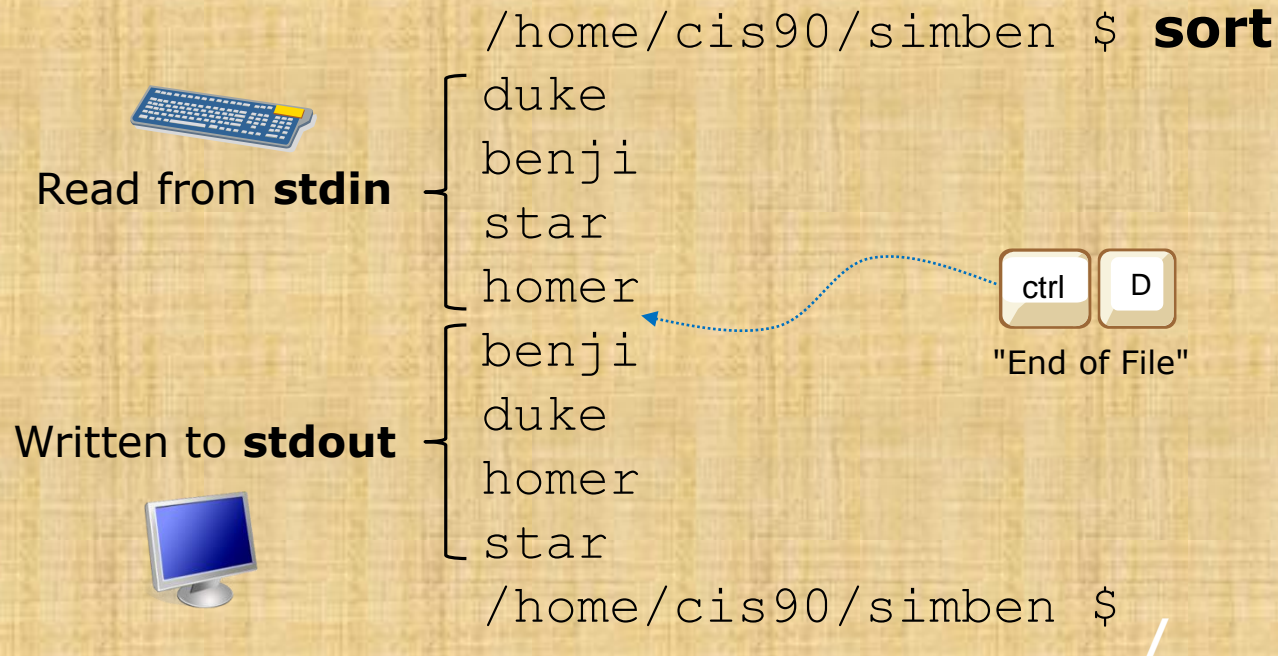 /home/cis90/simben $ sort
duke
benji
Read from stdin
star
homer
ctrl D
"End of File"
benji
duke
Written to stdout
homer
star
/home/cis90/simben $
/